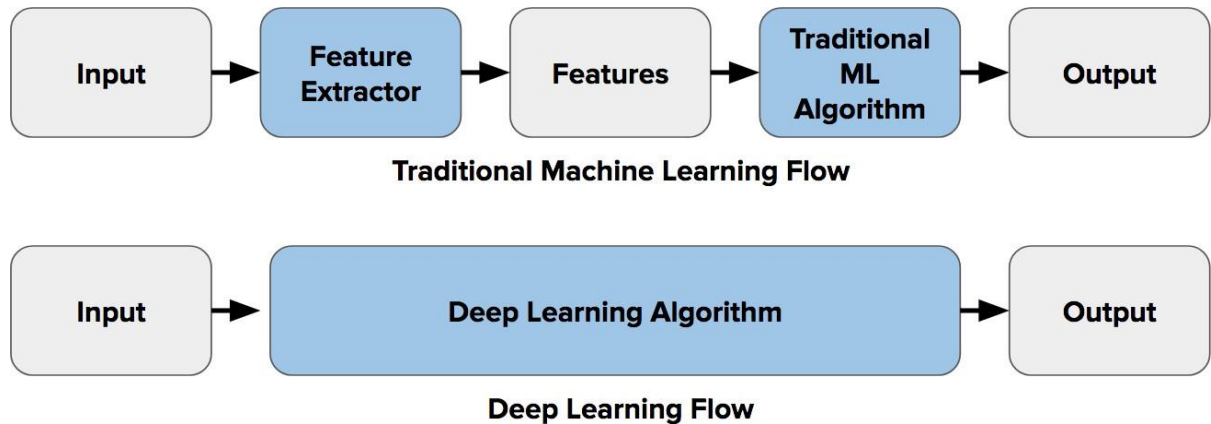 Input
Feature
Extractor
Features
Traditional
ML
Algorithm
Output
Traditional Machine Learning Flow
Input
Deep Learning Algorithm
Output
Deep Learning Flow